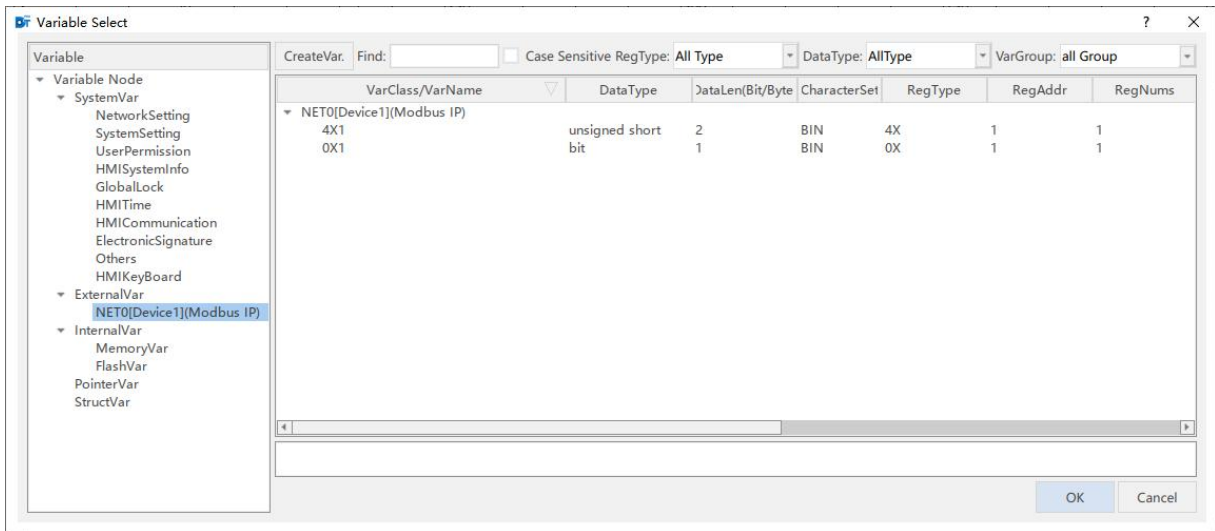 Variable Select ? ×
Variable
CreateVar. Find: Case Sensitive RegType: All Type DataType: AllType VarGroup: all Group
Variable Node
SystemVar
NetworkSetting
SystemSetting
UserPermission
HMISystemInfo
GlobalLock
HMITime
HMICommunication
ElectronicSignature
Others
HMIKeyBoard
ExternalVar
NET0[Device1](Modbus IP)
InternalVar
MemoryVar
FlashVar
PointerVar
StructVar
VarClass/VarName DataType DataLen(Bit/Byte CharacterSet RegType RegAddr RegNums
NET0[Device1](Modbus IP)
4X1 unsigned short 2 BIN 4X 1 1
0X1 bit 1 BIN 0X 1 1
OK Cancel